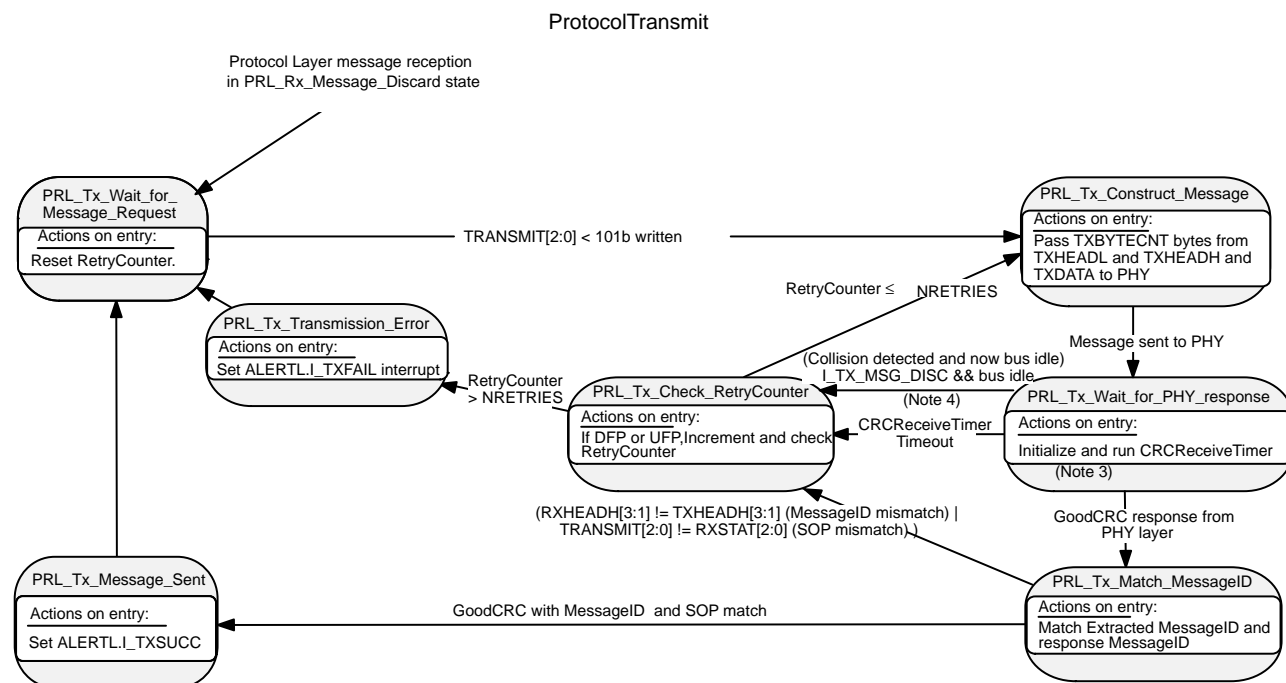 ProtocolTransmit
Protocol Layer message reception
in PRL_Rx_Message_Discard state
PRL_Tx_Wait_for_
Message_Request
Actions on entry:
Reset RetryCounter.
TRANSMIT[2:0] < 101b written
PRL_Tx_Construct_Message
Actions on entry:
Pass TXBYTECNT bytes from
TXHEADL and TXHEADH and
TXDATA to PHY
RetryCounter ≤ NRETRIES
PRL_Tx_Transmission_Error
Actions on entry:
Set ALERTL.I_TXFAIL interrupt
Message sent to PHY
RetryCounter
> NRETRIES
(Collision detected and now bus idle)
I_TX_MSG_DISC && bus idle
(Note 4)
PRL_Tx_Check_RetryCounter
Actions on entry:
If DFP or UFP,Increment and check
RetryCounter
CRCReceiveTimer
Timeout
PRL_Tx_Wait_for_PHY_response
Actions on entry:
Initialize and run CRCReceiveTimer
(Note 3)
(RXHEADH[3:1] != TXHEADH[3:1] (MessageID mismatch) |
TRANSMIT[2:0] != RXSTAT[2:0] (SOP mismatch) )
GoodCRC response from
PHY layer
PRL_Tx_Message_Sent
Actions on entry:
Set ALERTL.I_TXSUCC
GoodCRC with MessageID and SOP match
PRL_Tx_Match_MessageID
Actions on entry:
Match Extracted MessageID and
response MessageID